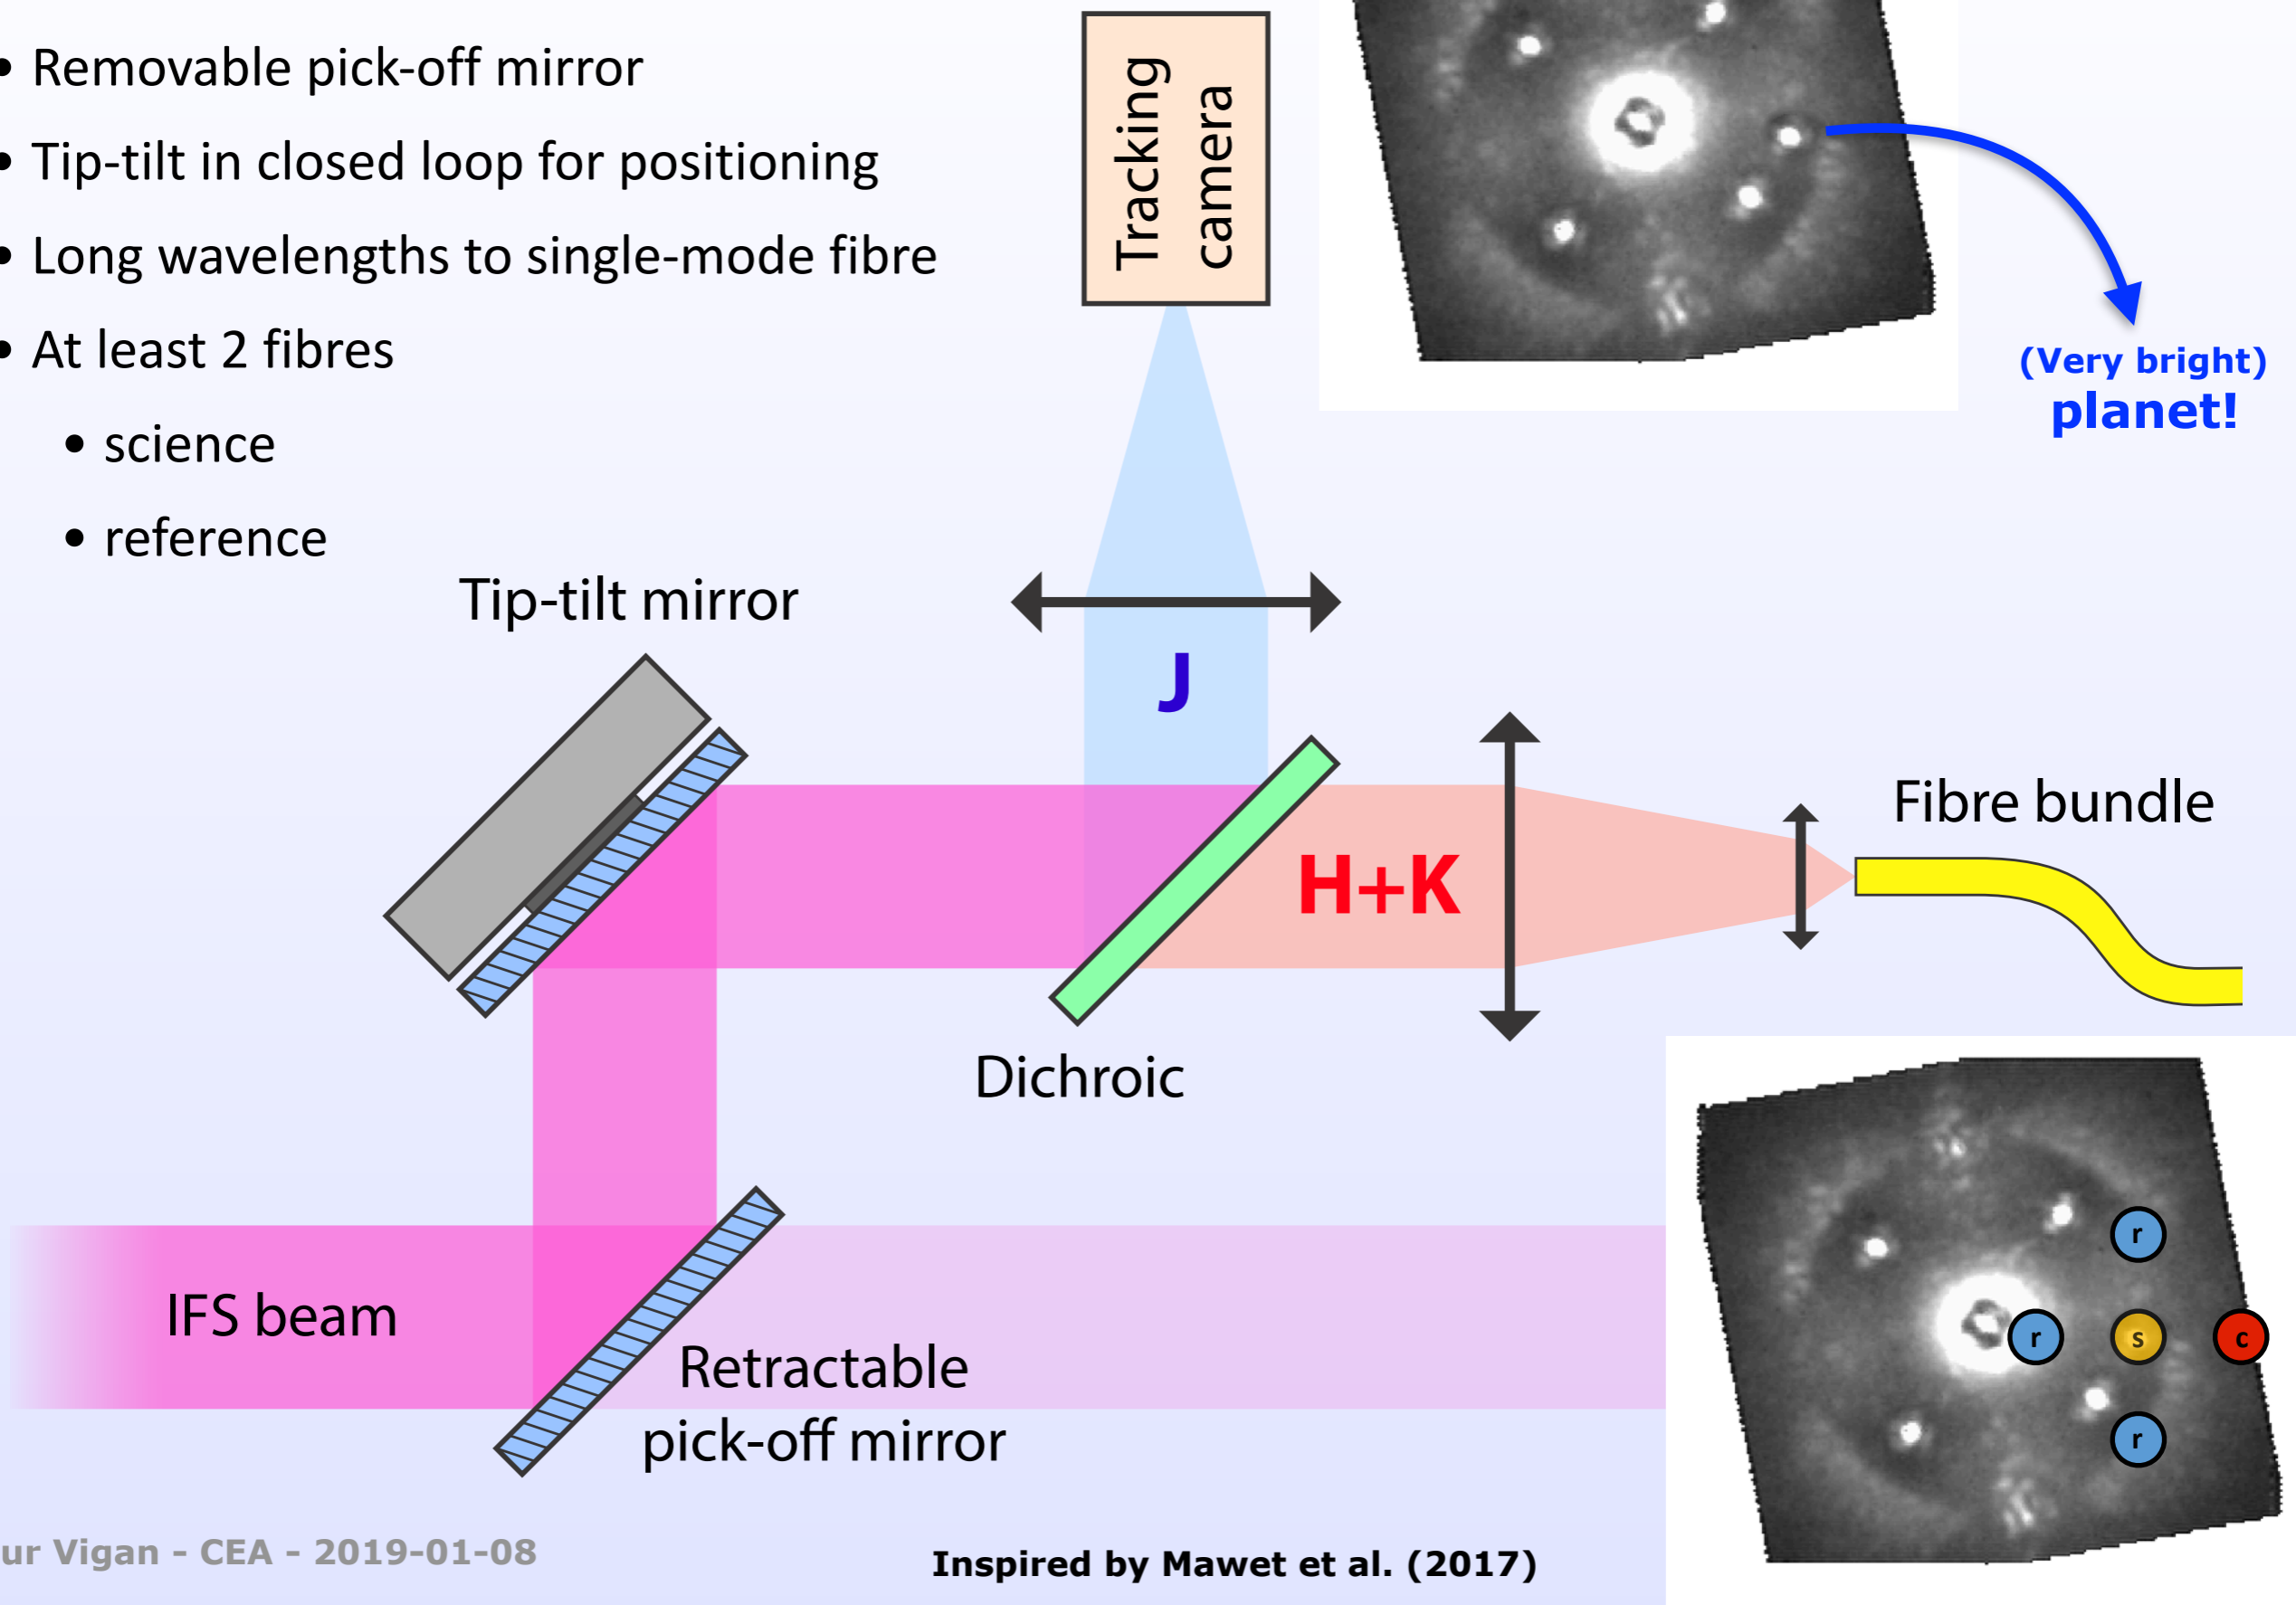 • Removable pick-off mirror
• Tip-tilt in closed loop for positioning
• Long wavelengths to single-mode fibre
• At least 2 fibres
• science
• reference
Tracking
camera
(Very bright)
planet!
Tip-tilt mirror
J
H+K
Fibre bundle
Dichroic
IFS beam
Retractable
pick-off mirror
r
r
s
c
r
ur Vigan - CEA - 2019-01-08
Inspired by Mawet et al. (2017)